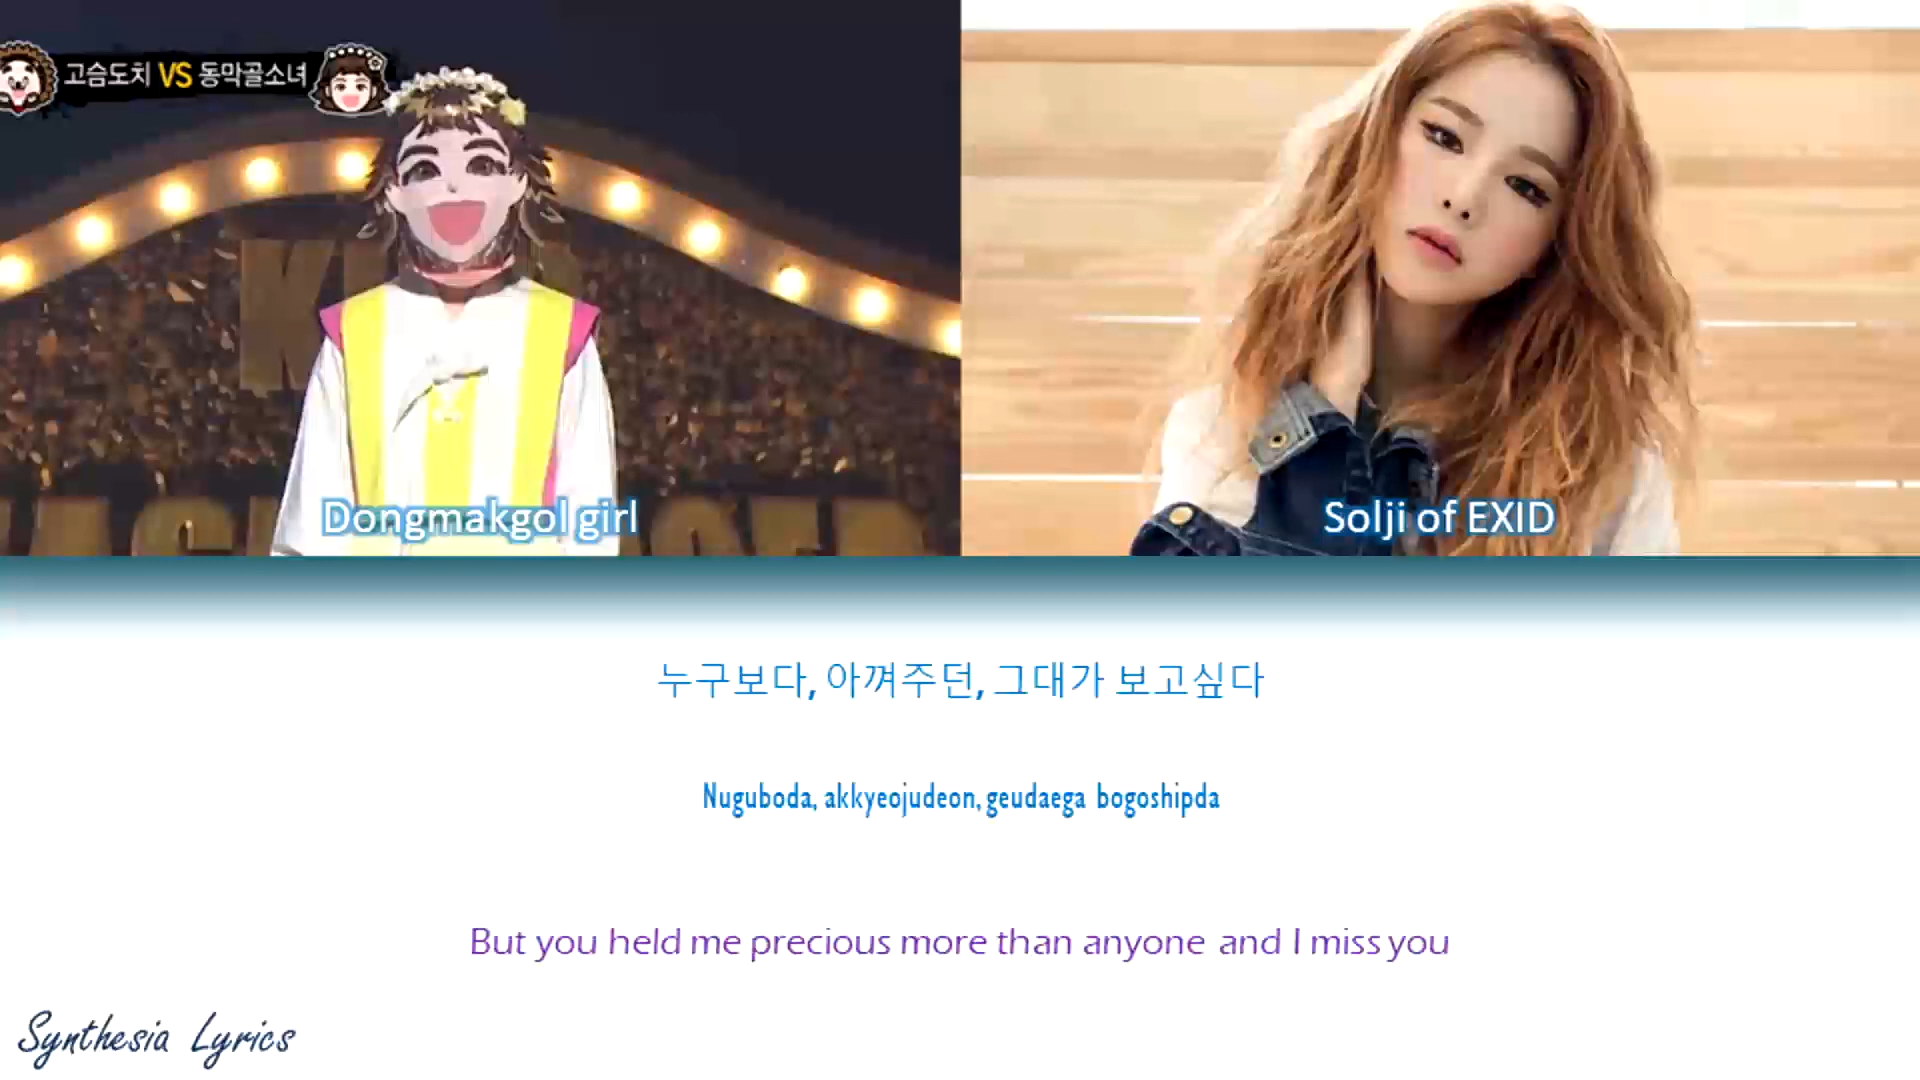 고슴도치 VS 동막골소녀
Dongmakgol girl
Solji of EXID
누구보다, 아껴주던, 그대가 보고싶다
Nuguboda, akkyeojudeon, geudaega bogoshipda
But you held me precious more than anyone and I miss you
Synthesia Lyrics